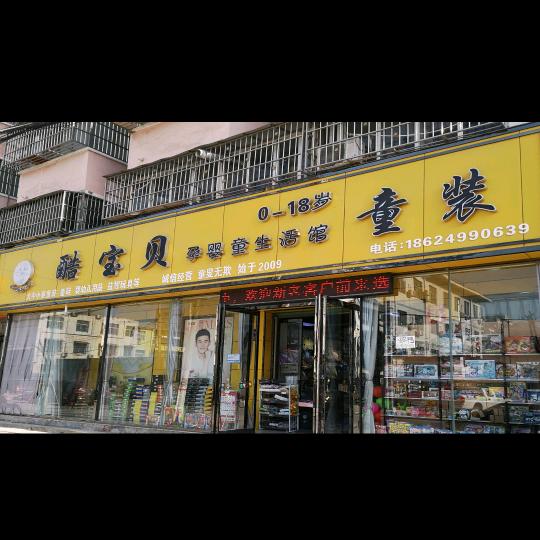 酷宝贝 孕婴童生活馆
0-18岁
童装
电话:18624990639
诚信经营 童叟无欺 始于2009
欢迎新老客户前来选